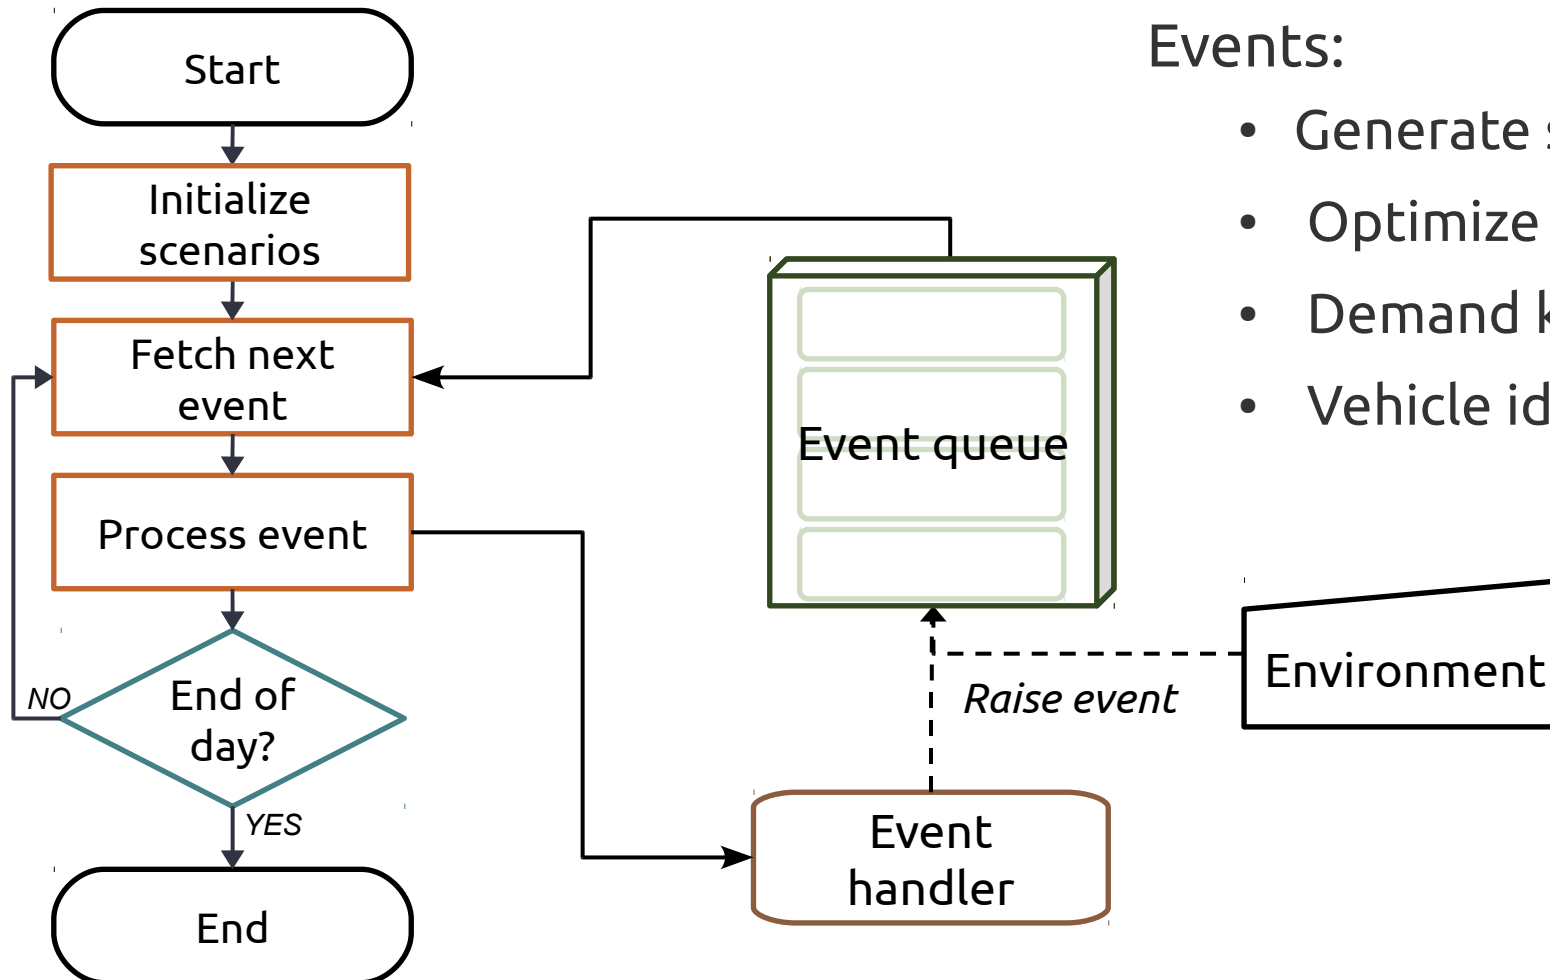 Start
Initialize
scenarios
Fetch next
event
Process event
End of
day?
NO
YES
End
Event queue
Raise event
Event
handler
Environment
Events:
• Generate
• Optimize
• Demand
• Vehicle